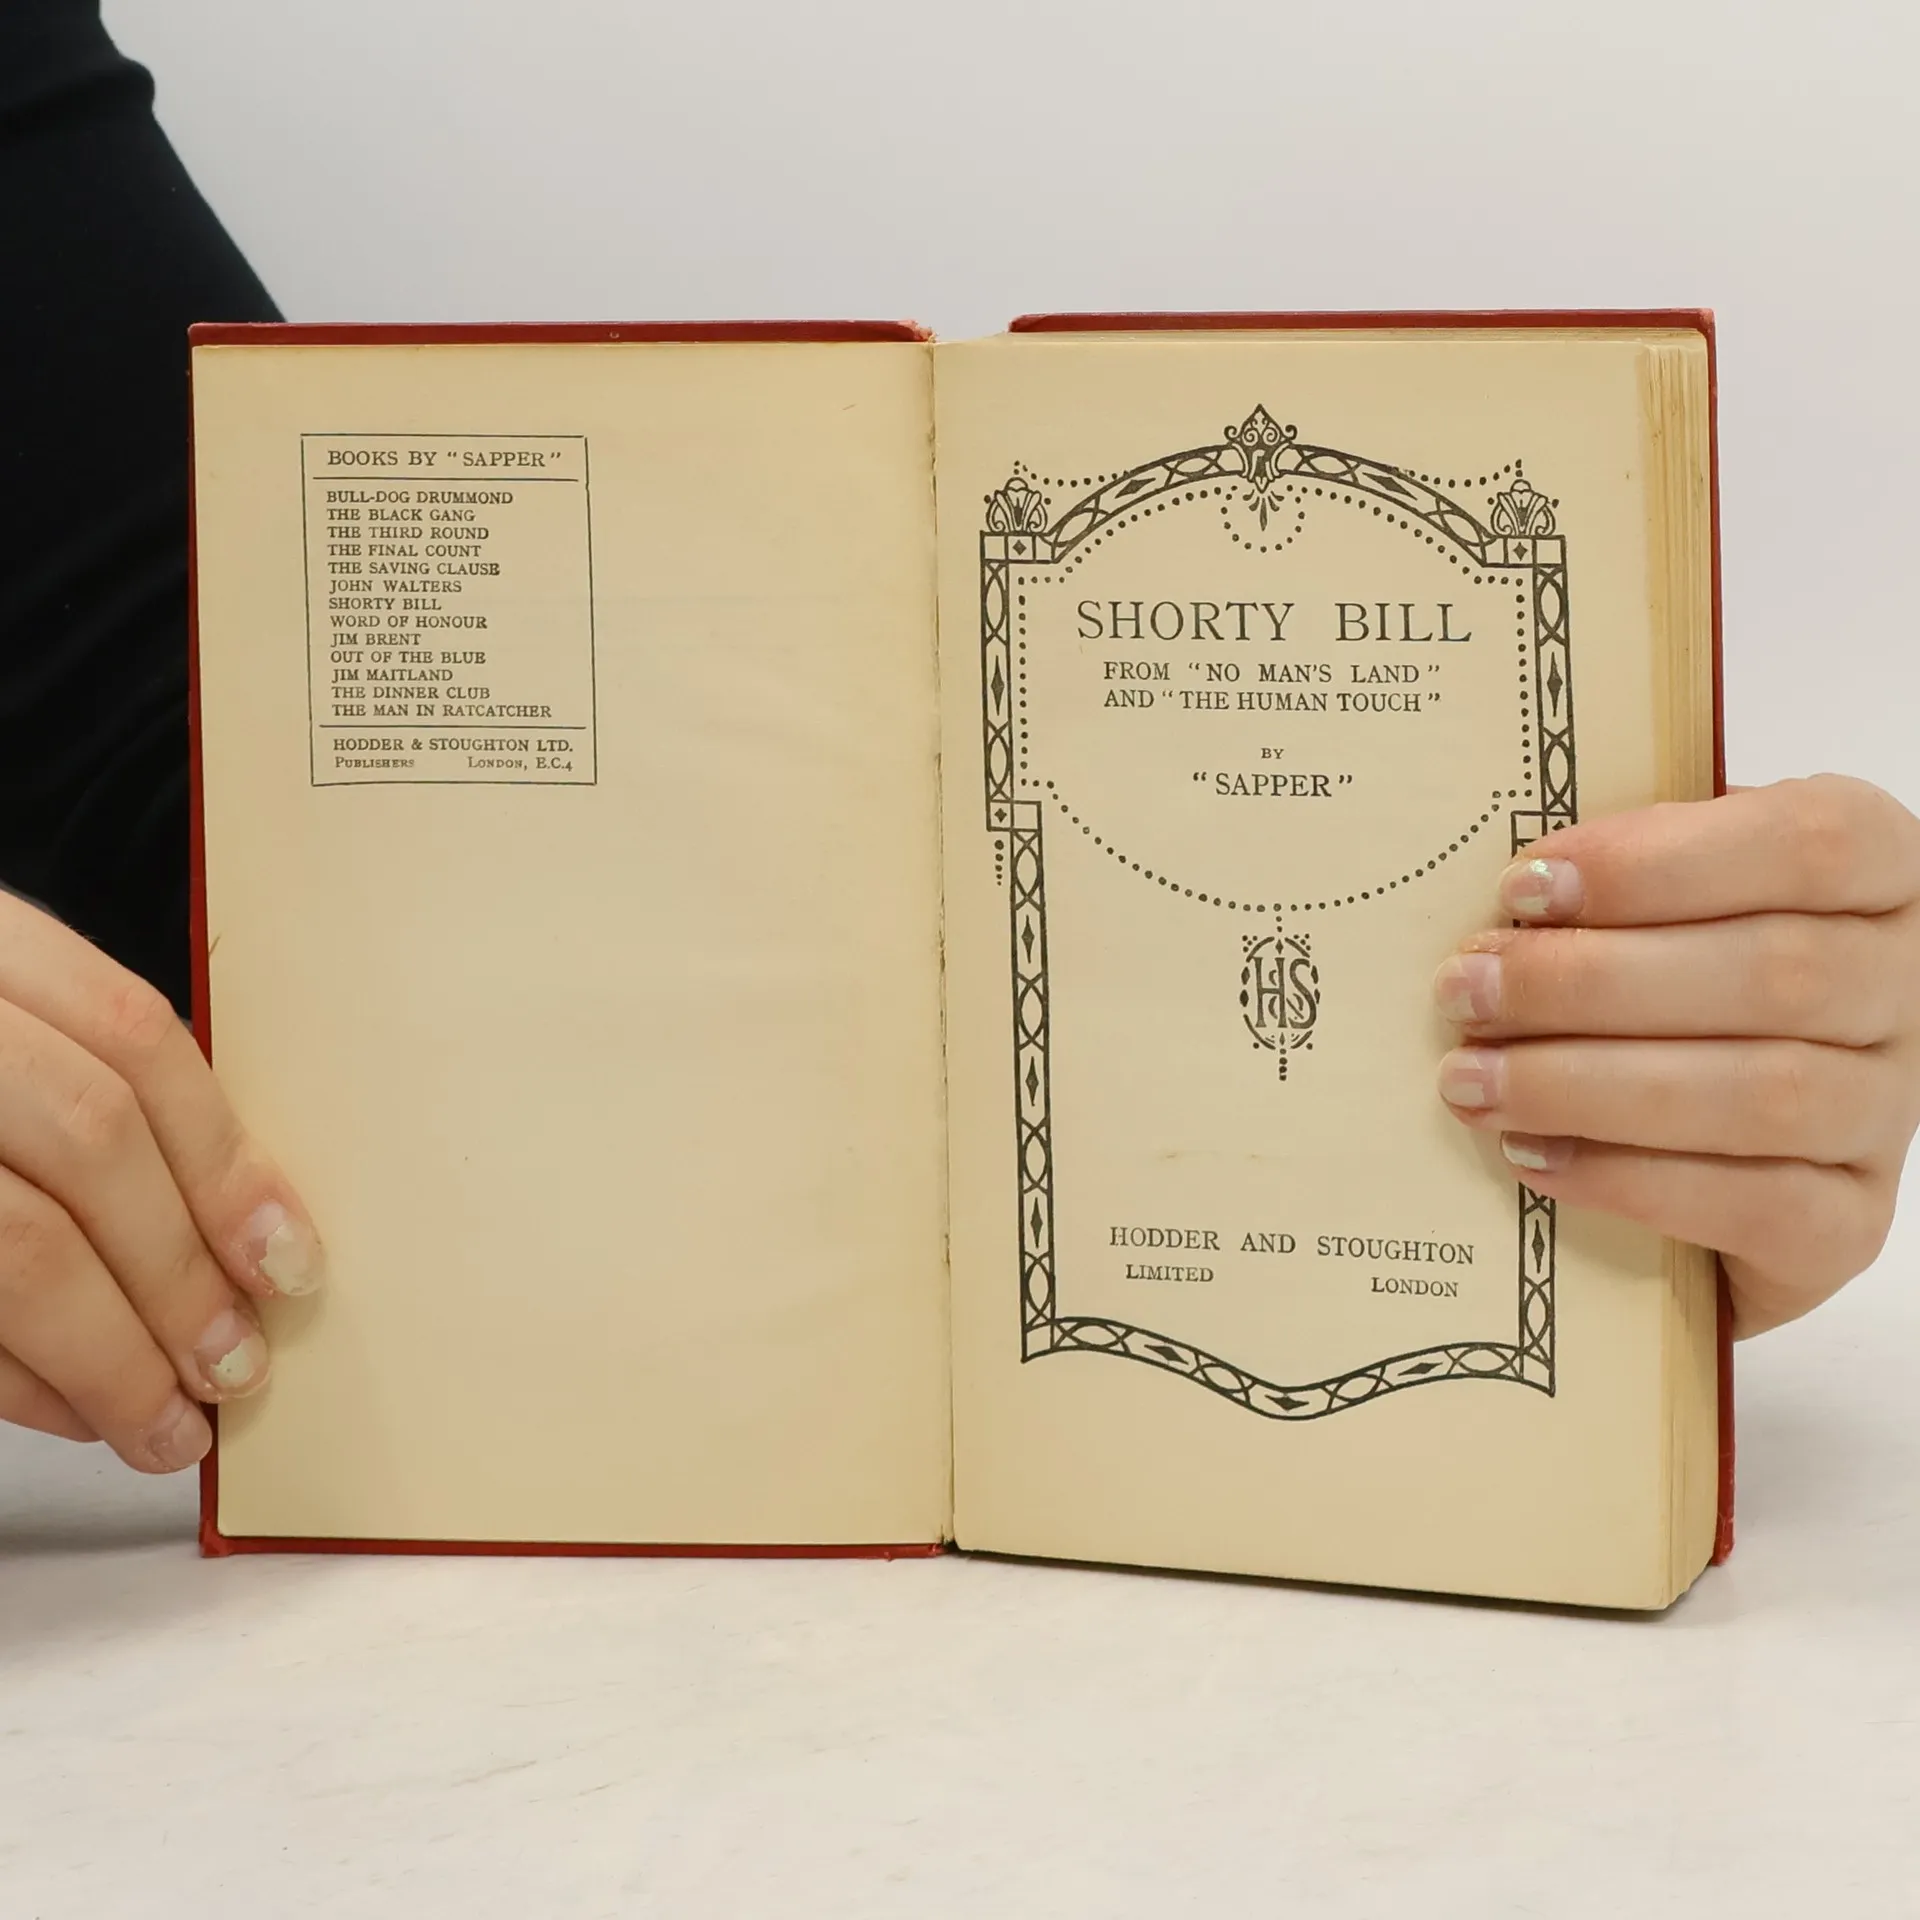 BOOKS BY "SAPPER"
BULL-DOG DRUMMOND
THE BLACK GANG
THE THIRD ROUND
THE FINAL COUNT
THE SAVING CLAUSE
JOHN WALTERS
SHORTY BILL
WORD OF HONOUR
JIM BRENT
OUT OF THE BLUE
JIM MAITLAND
THE DINNER CLUB
THE MAN IN RATCATCHER
HODDER & STOUGHTON LTD.
PUBLISHERS LONDON, E.C.4
SHORTY BILL
FROM "NO MAN'S LAND"
AND "THE HUMAN TOUCH"
BY
"SAPPER"
HS
HODDER AND STOUGHTON
LIMITED LONDON